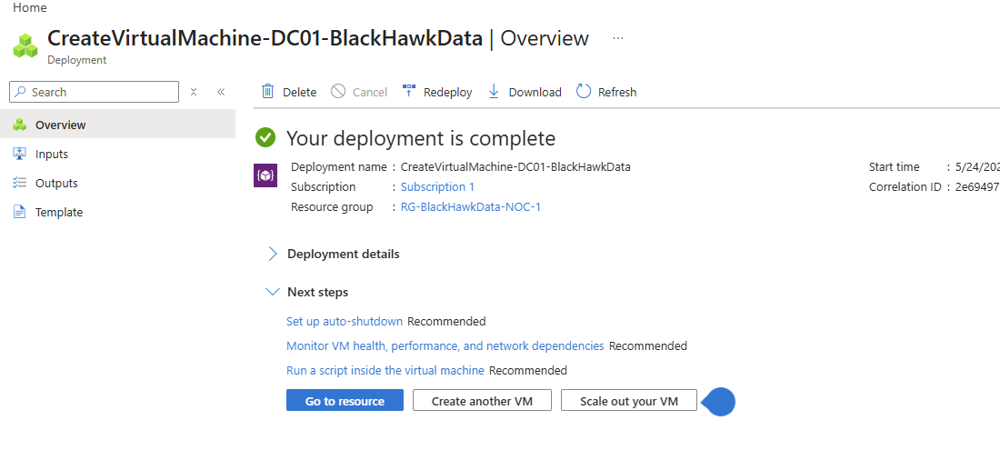 Home
CreateVirtualMachine-DC01-BlackHawkData | Overview ...
Deployment
Search
Delete Cancel Redeploy Download Refresh
Overview
Inputs
Outputs
Template
Your deployment is complete
Deployment name : CreateVirtualMachine-DC01-BlackHawkData
Start time : 5/24/202
Subscription : Subscription 1
Correlation ID : 2e69497
Resource group : RG-BlackHawkData-NOC-1
Deployment details
Next steps
Set up auto-shutdown Recommended
Monitor VM health, performance, and network dependencies Recommended
Run a script inside the virtual machine Recommended
Go to resource Create another VM Scale out your VM